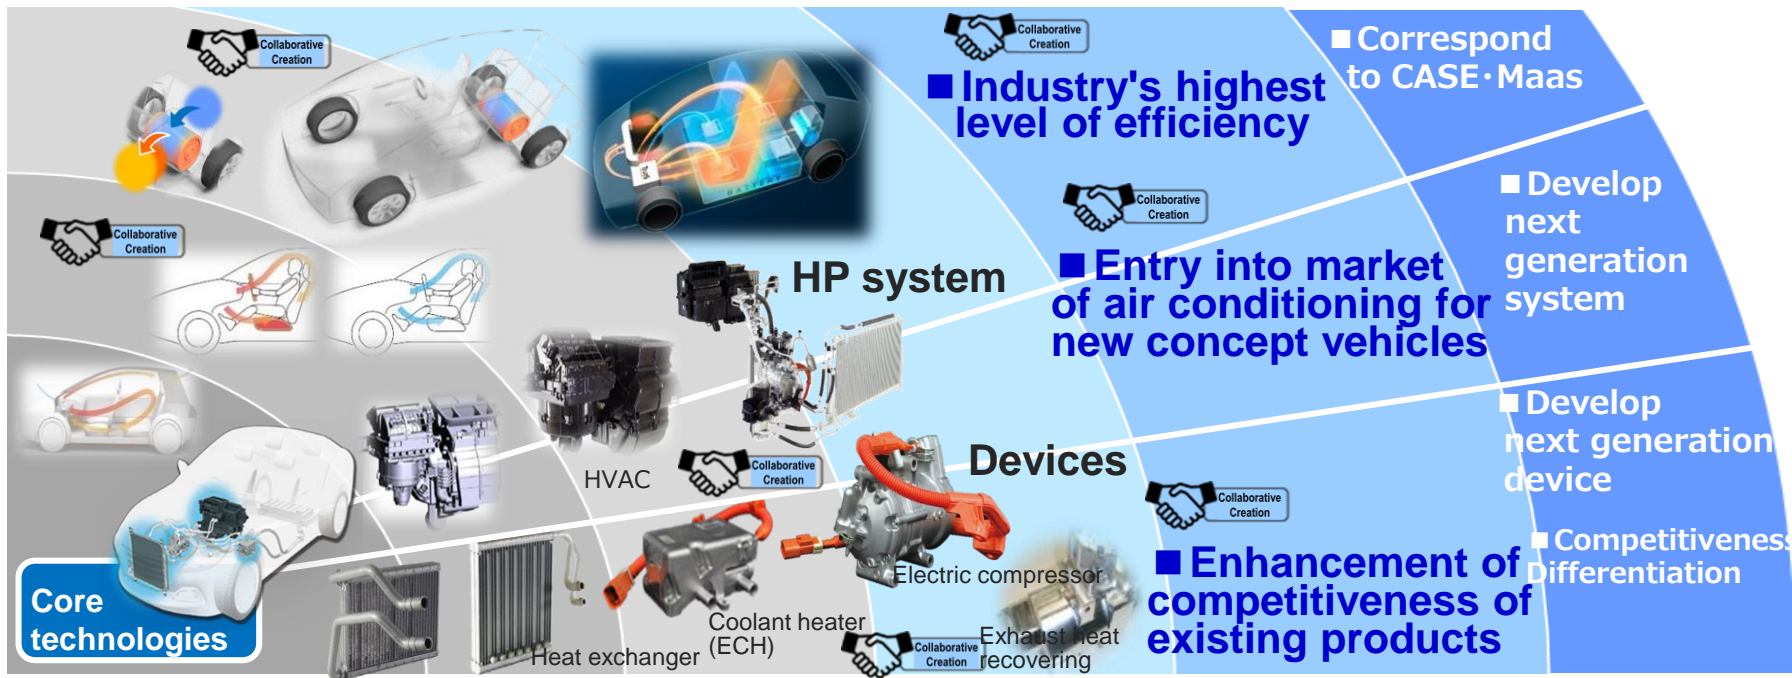 Collaborative
Creation
Collaborative
Creation
■ Industry's highest
level of efficiency
■ Correspond
to CASE・Maas
Collaborative
Creation
Collaborative
Creation
BATTERY
HP system
■ Entry into market
of air conditioning for
new concept vehicles
■ Develop
next
generation
system
HVAC
Collaborative
Creation
Devices
■ Develop
next generation
device
Collaborative
Creation
■ Enhancement of
competitiveness of
existing products
■ Competitiveness
Differentiation
Core
technologies
Heat exchanger
Coolant heater
(ECH)
Electric compressor
Collaborative
Creation
Exhaust heat
recovering